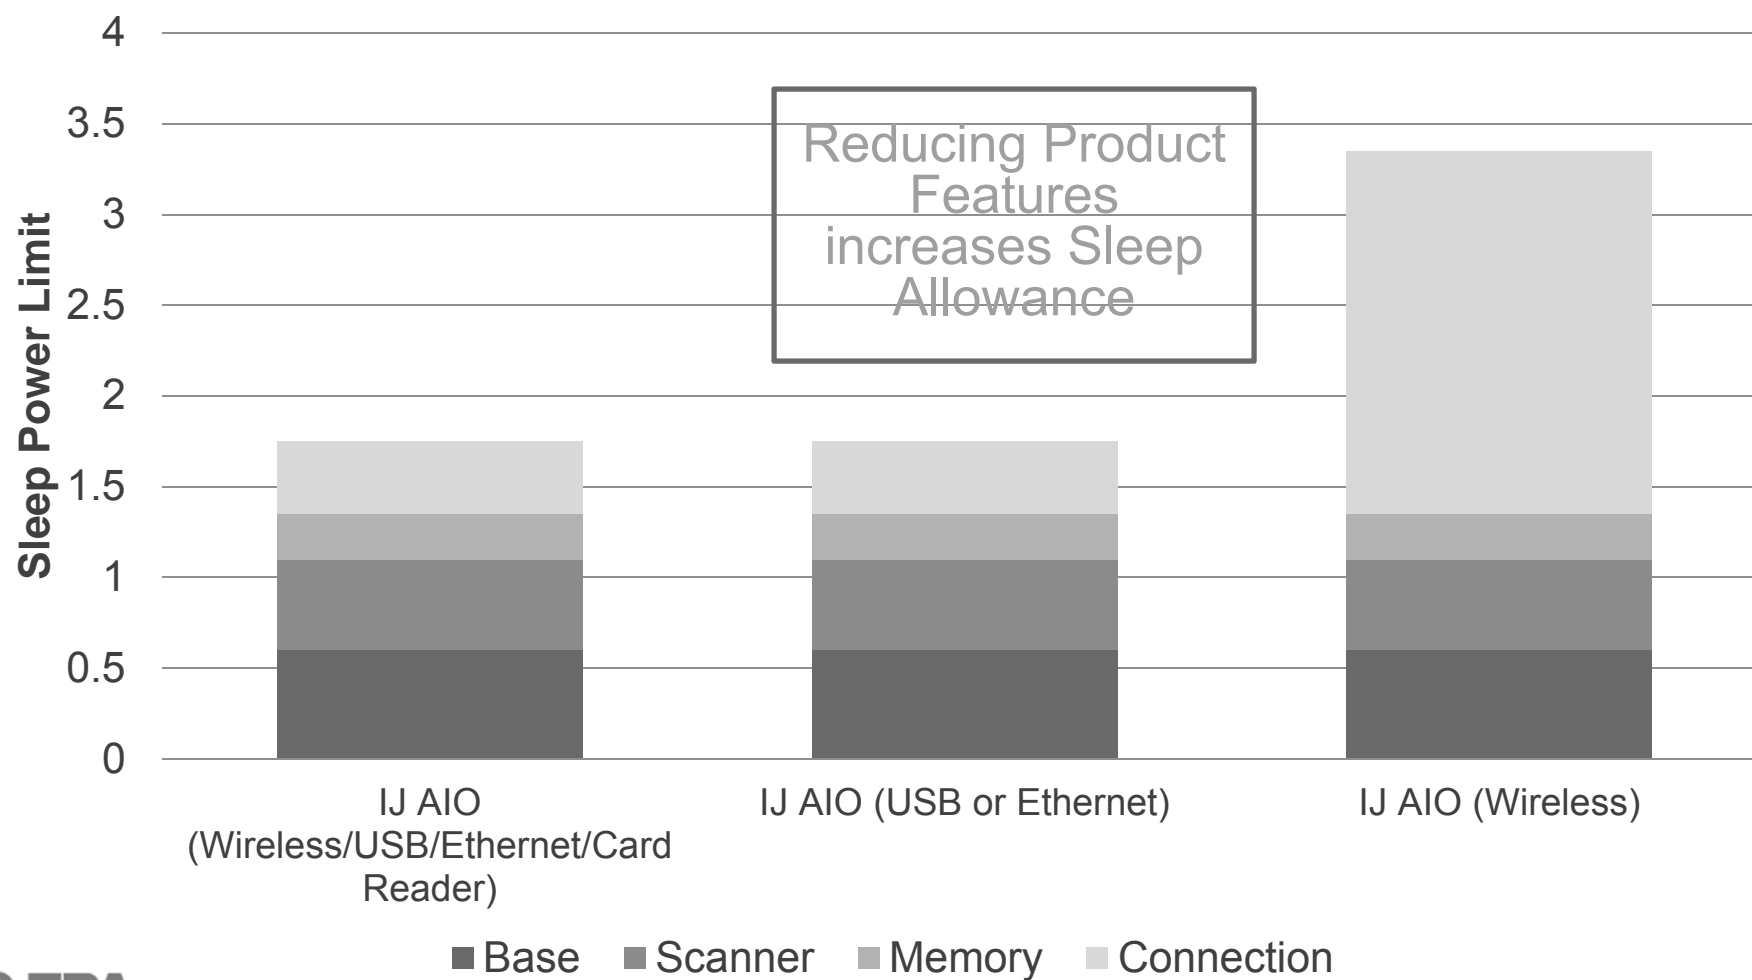 4
3.5
3
2.5
2
1.5
1
0.5
0
Sleep Power Limit
Reducing Product
Features
increases Sleep
Allowance
IJ AIO
(Wireless/USB/Ethernet/Card
Reader)
IJ AIO (USB or Ethernet)
IJ AIO (Wireless)
Base Scanner Memory Connection